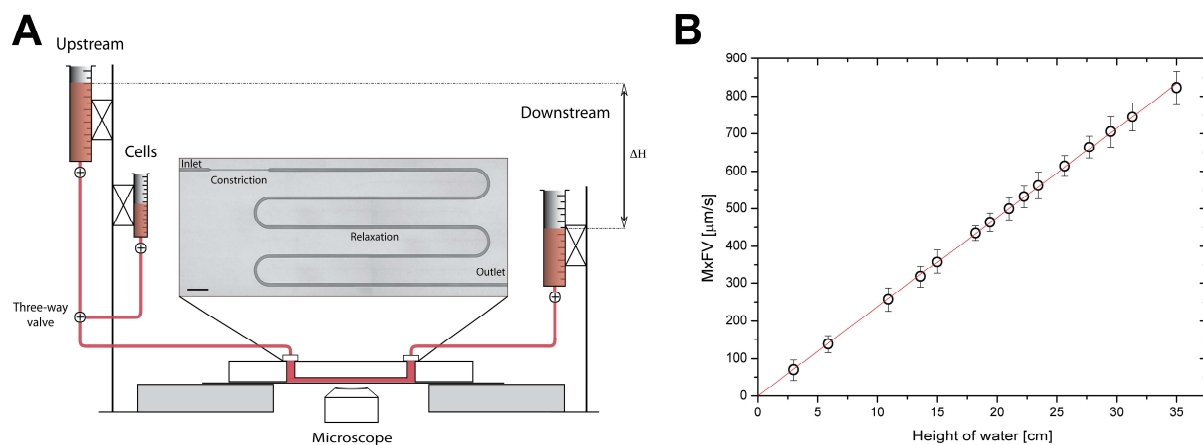 A
Upstream
Cells
Downstream
ΔH
Inlet
Constriction
Relaxation
Outlet
Three-way
valve
Microscope
B
900
800
700
600
500
400
300
200
100
0
MxFV [μm/s]
0
5
10
15
20
25
30
35
Height of water [cm]